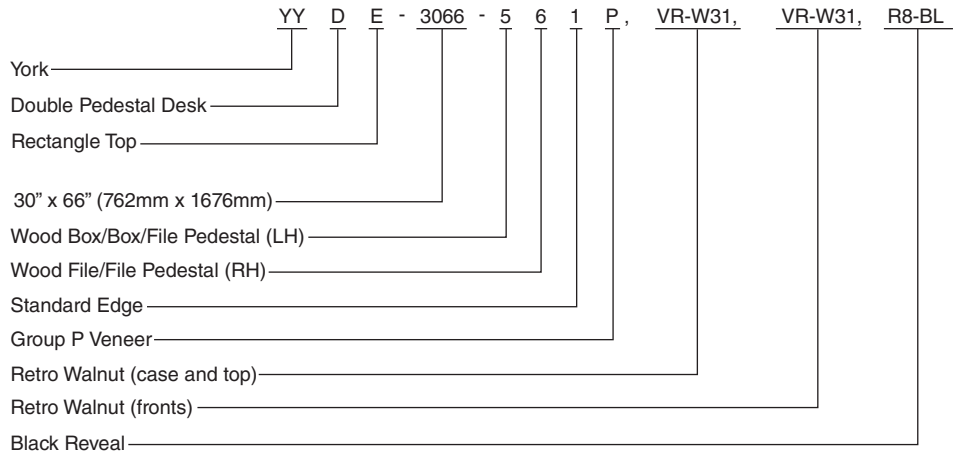 YY D E - 3066 - 5 6 1 P, VR-W31, VR-W31, R8-BL
York
Double Pedestal Desk
Rectangle Top
30” x 66” (762mm x 1676mm)
Wood Box/Box/File Pedestal (LH)
Wood File/File Pedestal (RH)
Standard Edge
Group P Veneer
Retro Walnut (case and top)
Retro Walnut (fronts)
Black Reveal